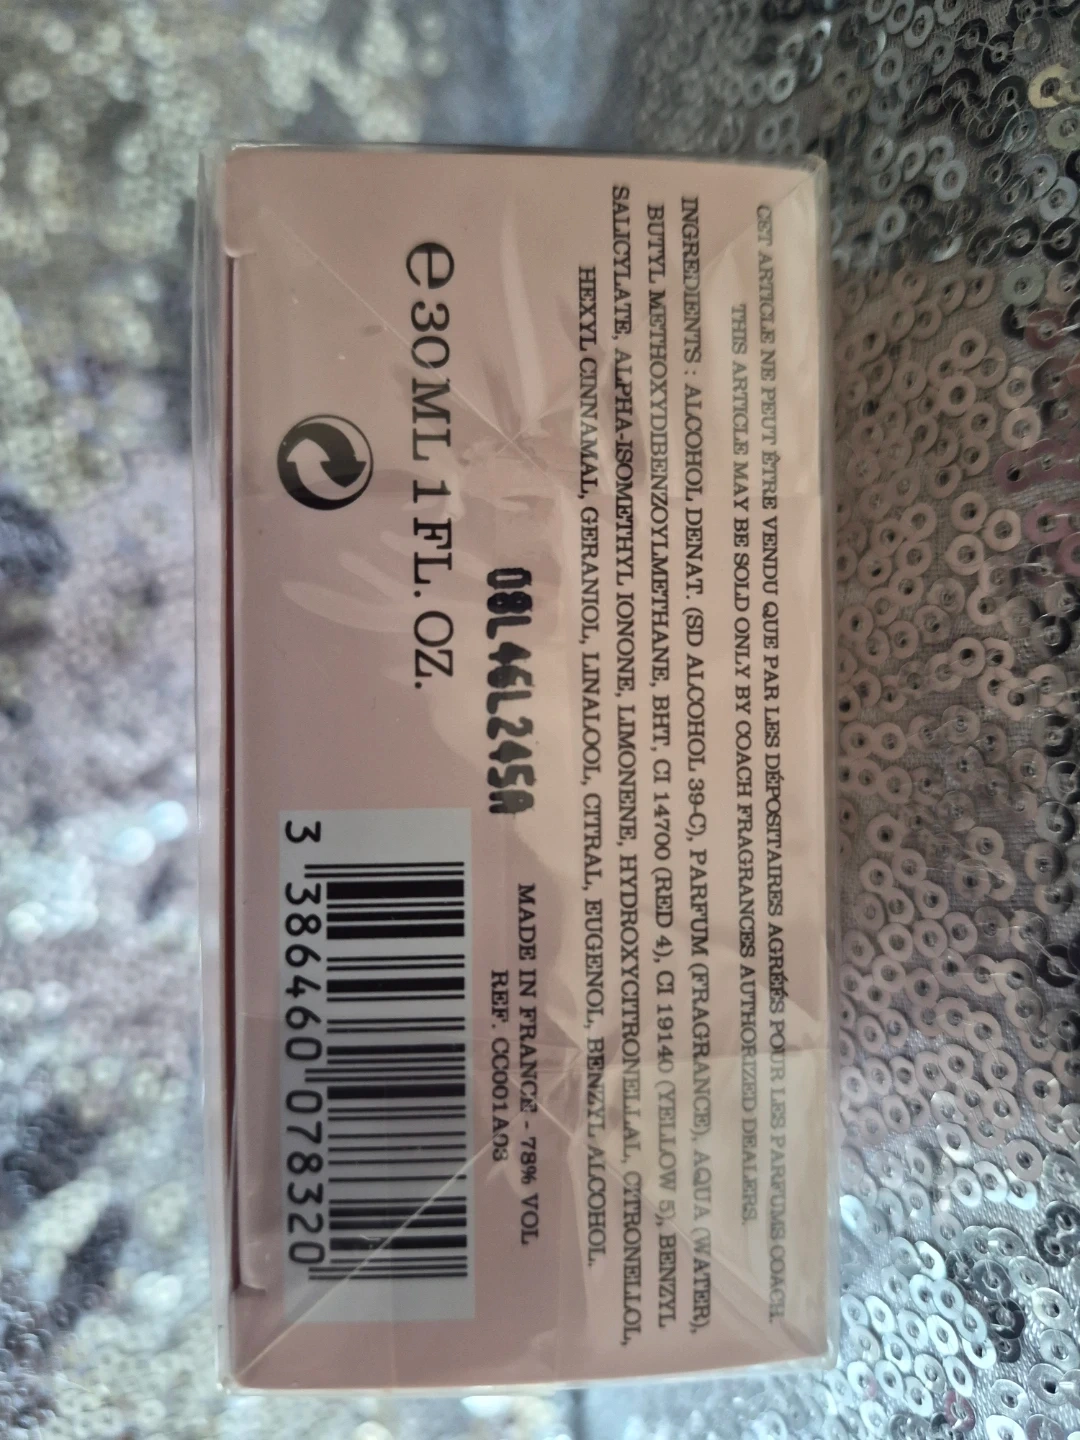 CET ARTICLE NE PEUT ÊTRE VENDU QUE PAR LES DÉPOSITAIRES AGRÉÉS POUR LES PARFUMS COACH.
THIS ARTICLE MAY BE SOLD ONLY BY COACH FRAGRANCES AUTHORIZED DEALERS.
INGREDIENTS : ALCOHOL DENAT. (SD ALCOHOL 39-C), PARFUM (FRAGRANCE), AQUA (WATER),
BUTYL METHOXYDIBENZOYLMETHANE, BHT, CI 14700 (RED 4), CI 19140 (YELLOW 5), BENZYL
SALICYLATE, ALPHA-ISOMETHYL IONONE, LIMONENE, HYDROXYCITRONELLAL, CITRONELLOL,
HEXYL CINNAMAL, GERANIOL, LINALOOL, CITRAL, EUGENOL, BENZYL ALCOHOL.
MADE IN FRANCE - 78% VOL
REF. CC001A03
e 30ML 1 FL. OZ.
3 386460 078320